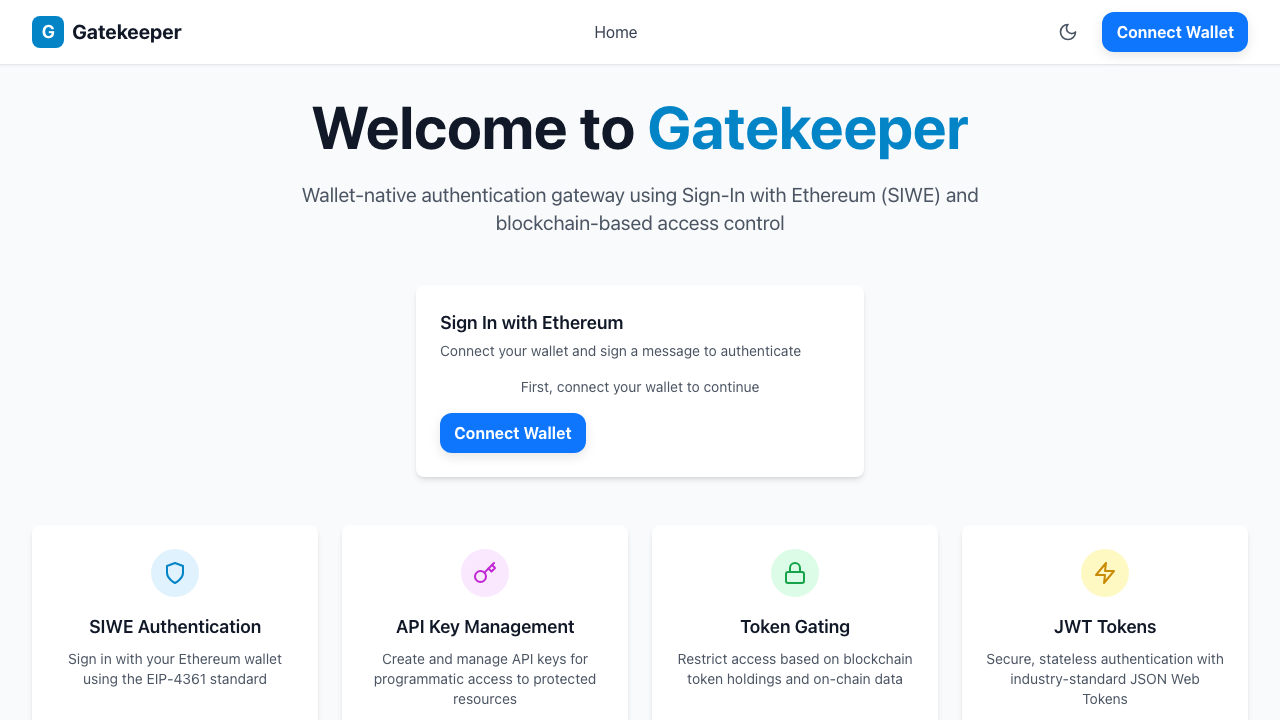 G Gatekeeper
Home
Connect Wallet
Welcome to Gatekeeper
Wallet-native authentication gateway using Sign-In with Ethereum (SIWE) and
blockchain-based access control
Sign In with Ethereum
Connect your wallet and sign a message to authenticate
First, connect your wallet to continue
Connect Wallet
SIWE Authentication
Sign in with your Ethereum wallet
using the EIP-4361 standard
API Key Management
Create and manage API keys for
programmatic access to protected
resources
Token Gating
Restrict access based on blockchain
token holdings and on-chain data
JWT Tokens
Secure, stateless authentication with
industry-standard JSON Web
Tokens